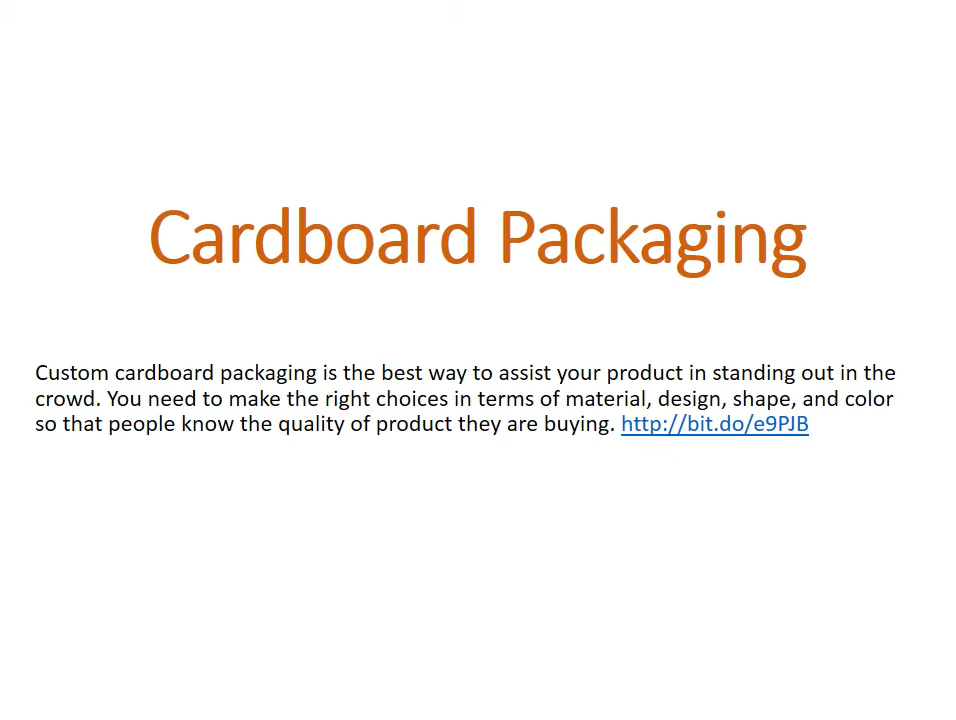 Cardboard Packaging
Custom cardboard packaging is the best way to assist your product in standing out in the
crowd. You need to make the right choices in terms of material, design, shape, and color
so that people know the quality of product they are buying. http://bit.do/e9PJB